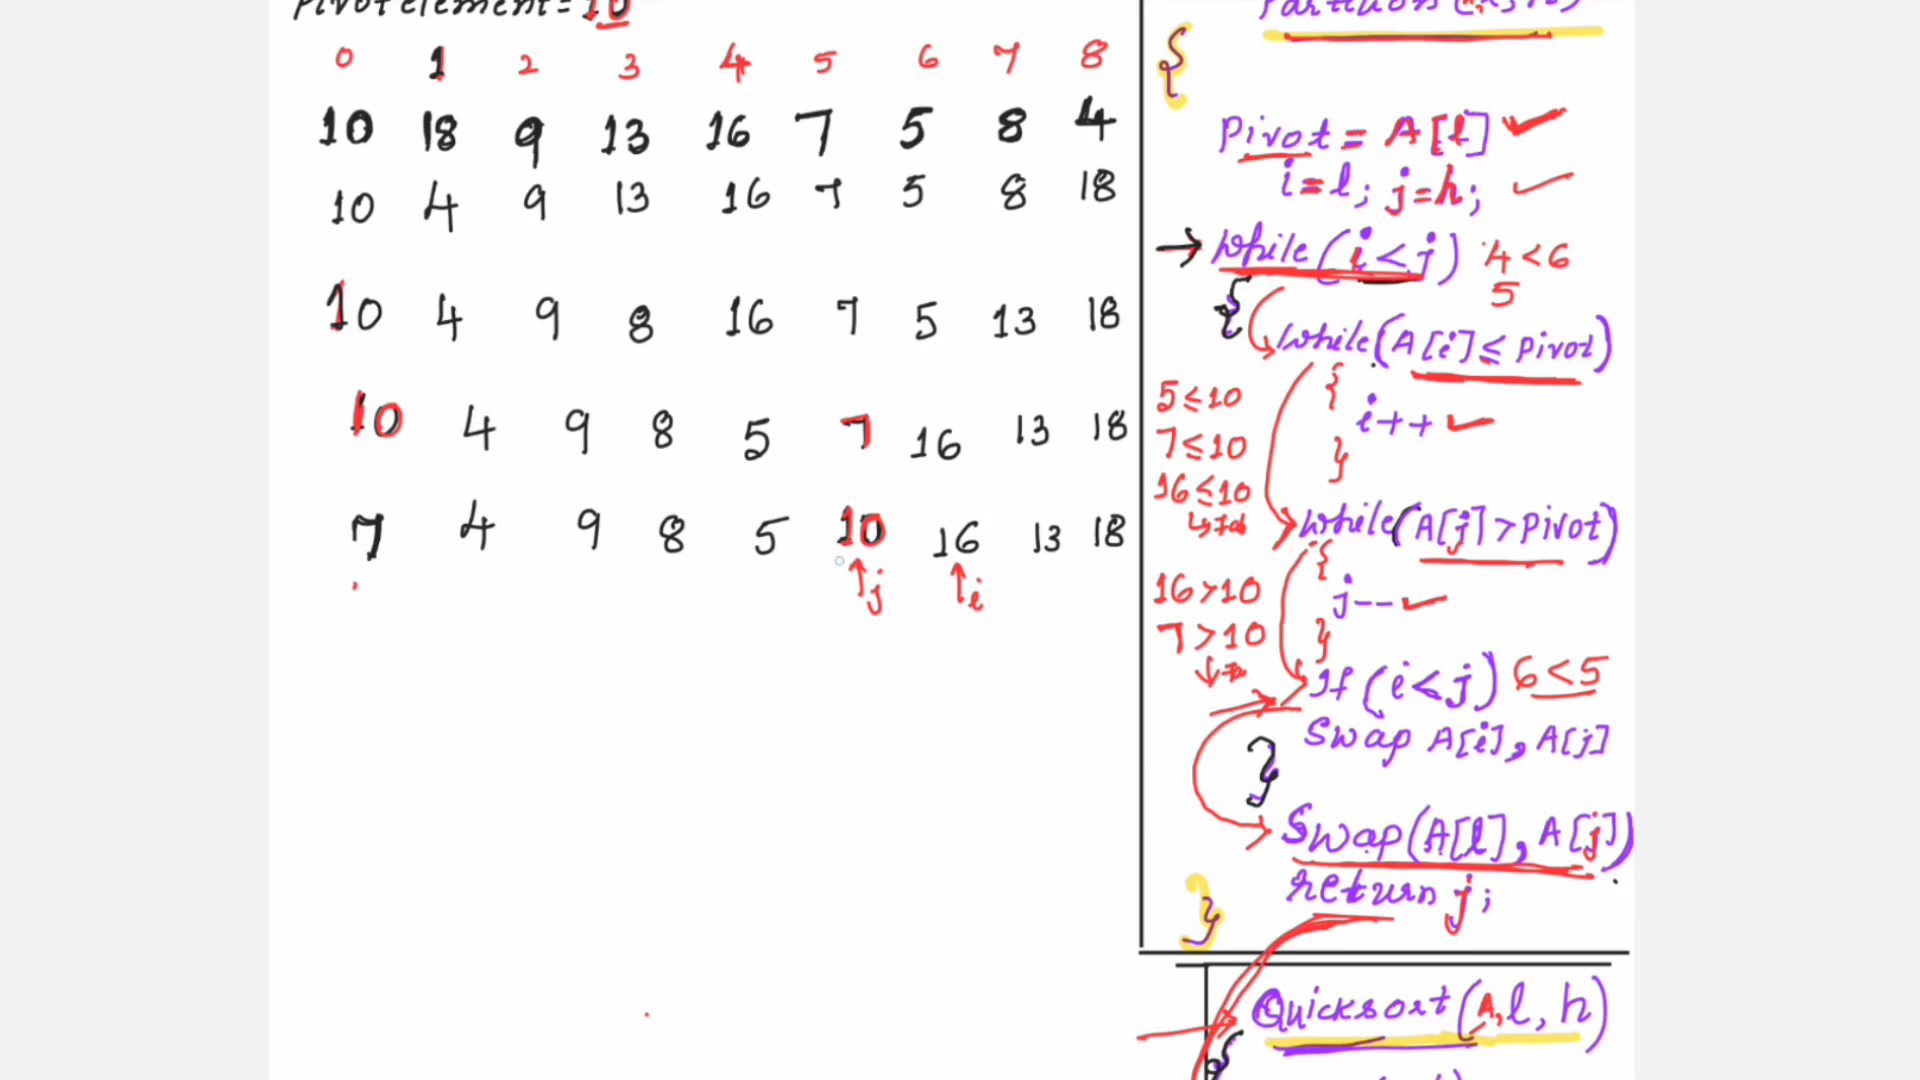 Pivot element = 10
0 1 2 3 4 5 6 7 8
10 18 9 13 16 7 5 8 4
10 4 9 13 16 7 5 8 18
10 4 9 8 16 7 5 13 18
10 4 9 8 5 7 16 13 18
7 4 9 8 5 10 16 13 18
↑j ↑i
{
Pivot = A[l] ✓
i=l; j=h; ✓
→ while(i<j) 4<6
5
{
while(A[i]≤pivot)
5≤10
{
7≤10
i++ ✓
16≤10
}
while(A[j]>pivot)
{
16>10
j-- ✓
7>10
}
If (i<j) 6<5
Swap A[i], A[j]
}
Swap(A[l], A[j])
return j;
}
Quicksort(A,l,h)
{